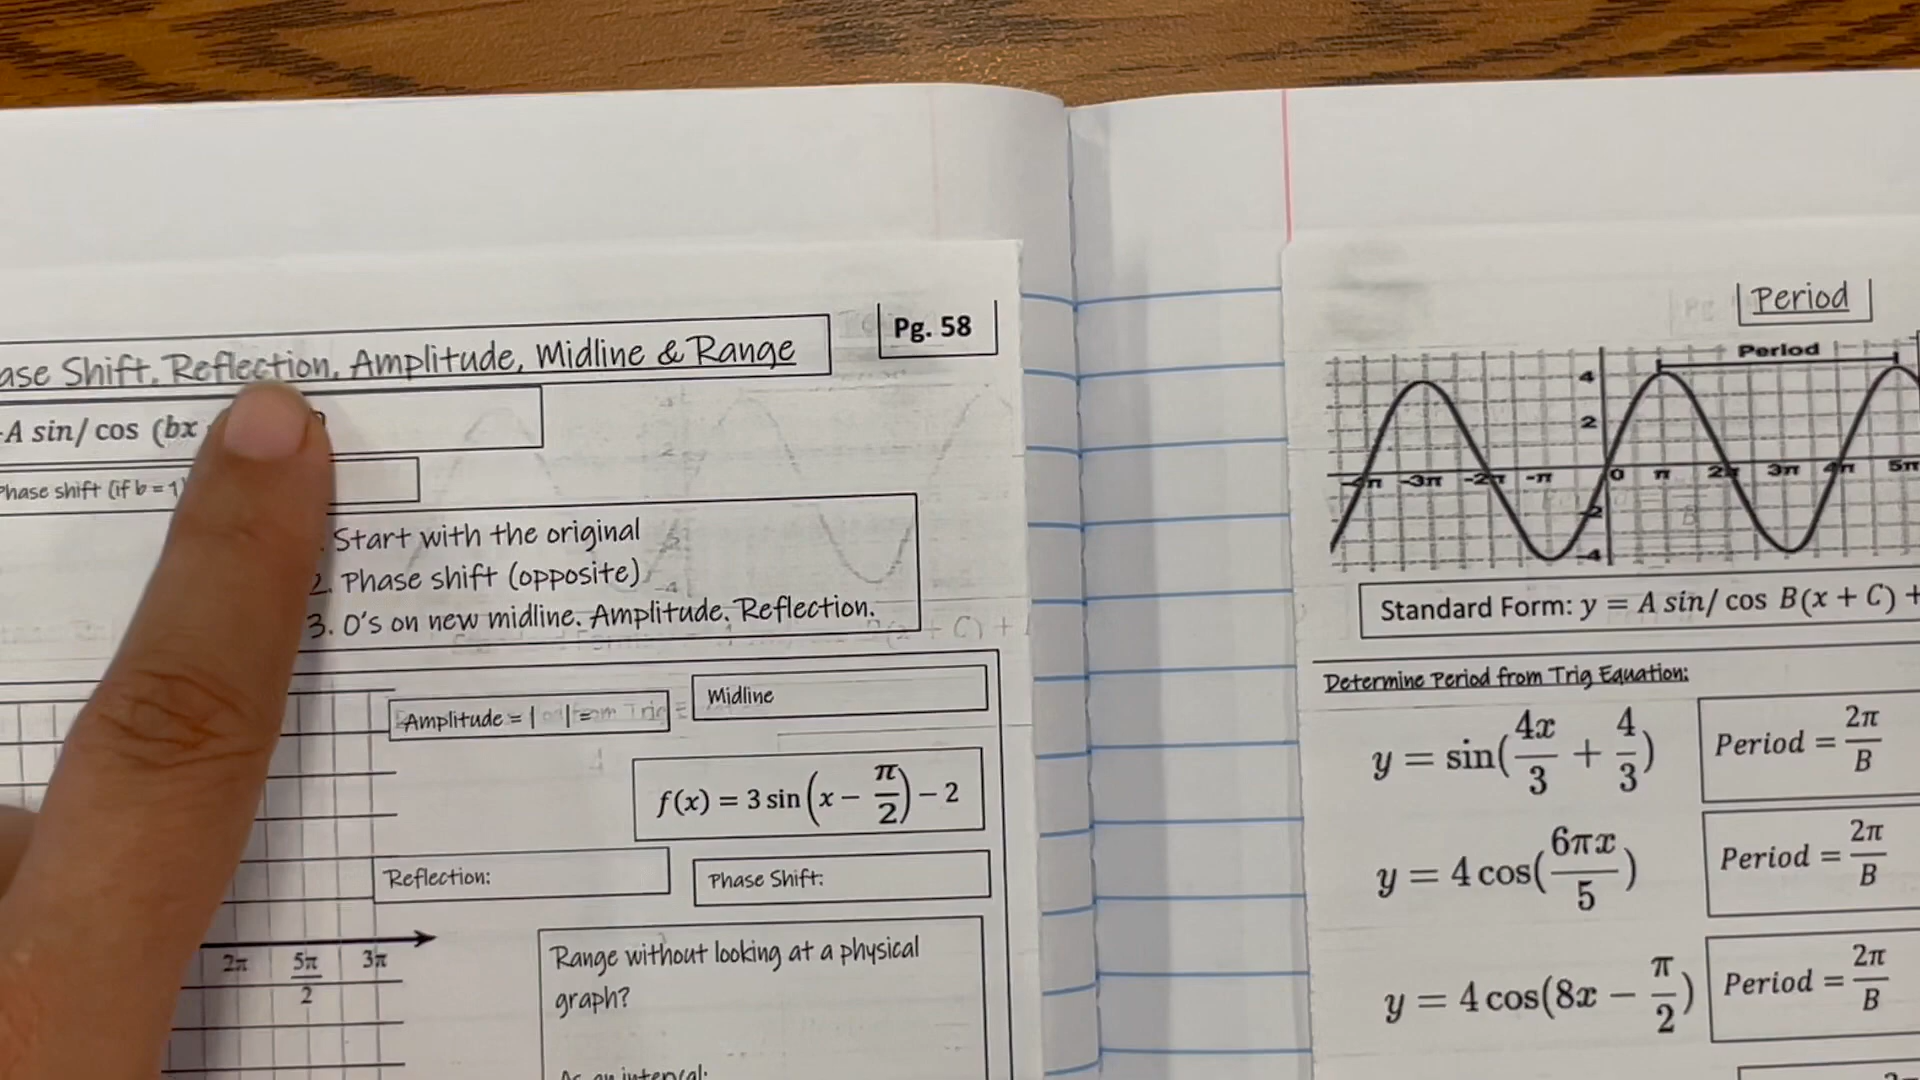 ase Shift, Reflection, Amplitude, Midline & Range
Pg. 58
A sin/ cos (bx
Phase shift (if b = 1)
. Start with the original
2. Phase shift (opposite)
3. 0's on new midline. Amplitude. Reflection.
Amplitude = | | =
Midline
f(x) = 3 sin(x − π/2) − 2
Reflection:
Phase Shift:
2π 5π/2 3π
Range without looking at a physical
graph?
As an interval:
Period
Period
4
2
-4π -3π -2π -π 0 π 2π 3π 4π 5π
-2
-4
Standard Form: y = A sin/ cos B(x + C) +
Determine Period from Trig Equation:
y = sin(4x/3 + 4/3)
Period = 2π/B
y = 4 cos(6πx/5)
Period = 2π/B
y = 4 cos(8x − π/2)
Period = 2π/B